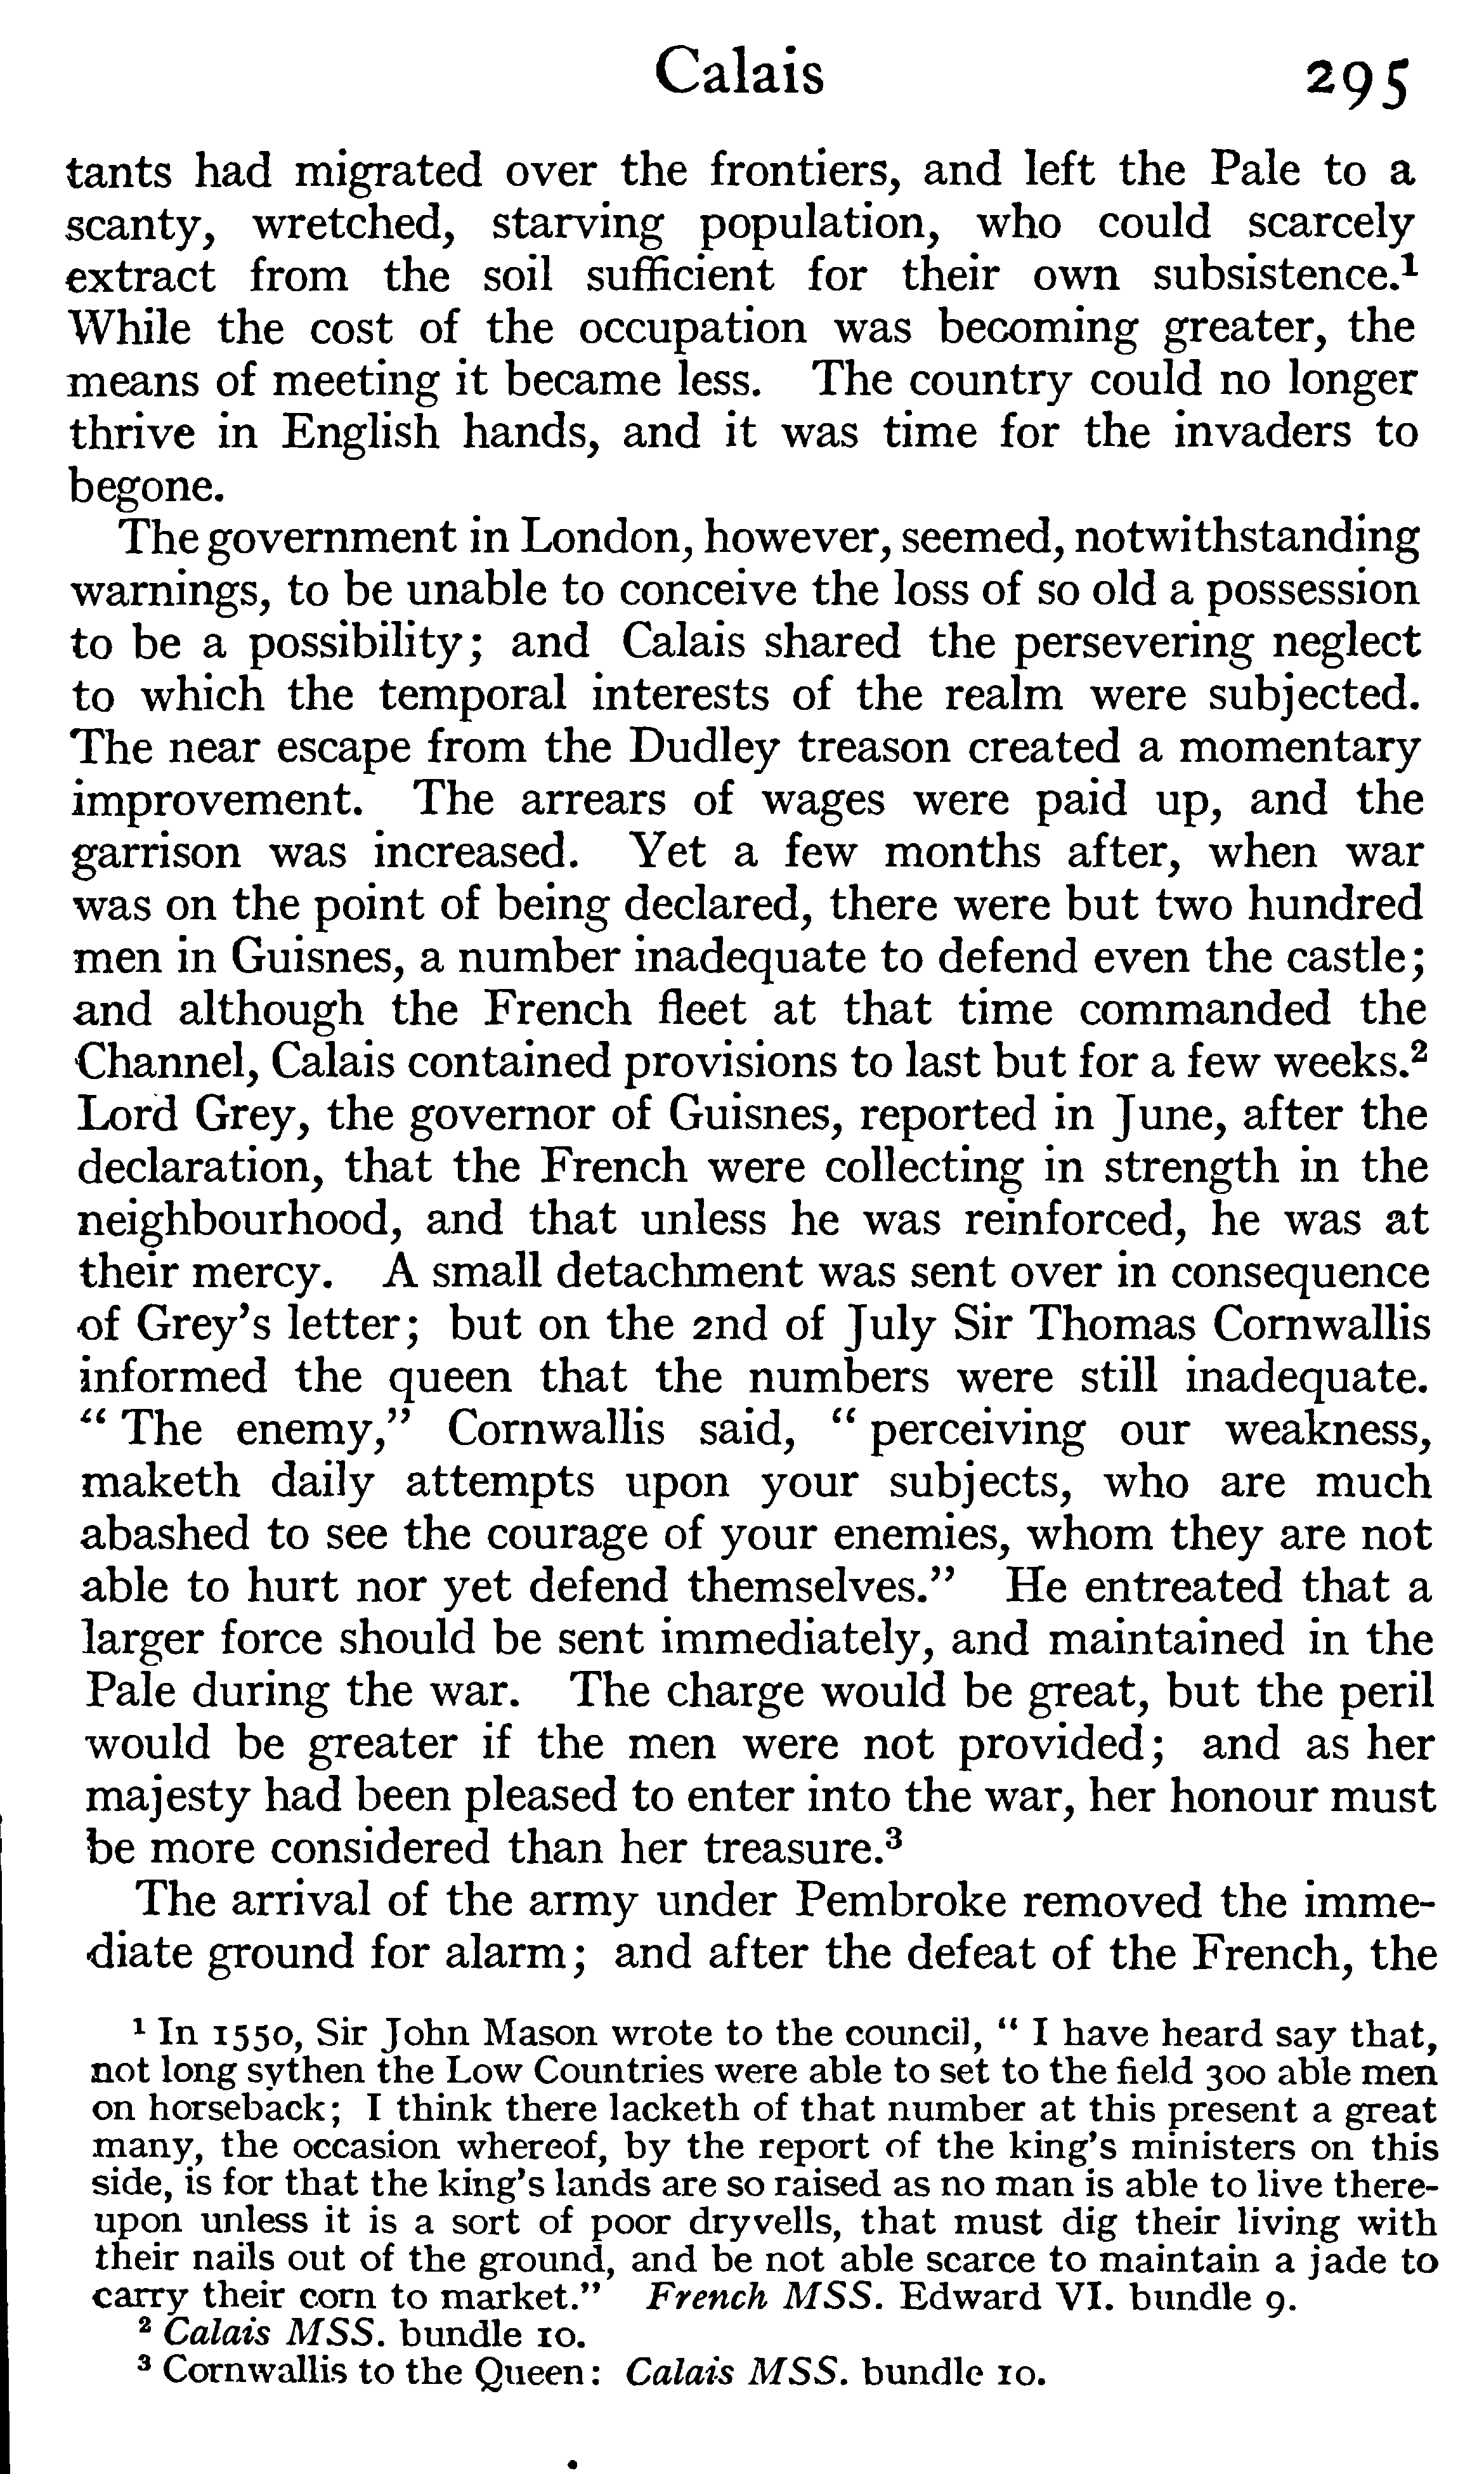 Calais 295
tants had migrated over the frontiers, and left the Pale to a
scanty, wretched, starving population, who could scarcely
extract from the soil sufficient for their own subsistence.¹
While the cost of the occupation was becoming greater, the
means of meeting it became less. The country could no longer
thrive in English hands, and it was time for the invaders to
begone.
The government in London, however, seemed, notwithstanding
warnings, to be unable to conceive the loss of so old a possession
to be a possibility; and Calais shared the persevering neglect
to which the temporal interests of the realm were subjected.
The near escape from the Dudley treason created a momentary
improvement. The arrears of wages were paid up, and the
garrison was increased. Yet a few months after, when war
was on the point of being declared, there were but two hundred
men in Guisnes, a number inadequate to defend even the castle;
and although the French fleet at that time commanded the
Channel, Calais contained provisions to last but for a few weeks.²
Lord Grey, the governor of Guisnes, reported in June, after the
declaration, that the French were collecting in strength in the
neighbourhood, and that unless he was reinforced, he was at
their mercy. A small detachment was sent over in consequence
of Grey's letter; but on the 2nd of July Sir Thomas Cornwallis
informed the queen that the numbers were still inadequate.
" The enemy," Cornwallis said, " perceiving our weakness,
maketh daily attempts upon your subjects, who are much
abashed to see the courage of your enemies, whom they are not
able to hurt nor yet defend themselves." He entreated that a
larger force should be sent immediately, and maintained in the
Pale during the war. The charge would be great, but the peril
would be greater if the men were not provided; and as her
majesty had been pleased to enter into the war, her honour must
be more considered than her treasure.³
The arrival of the army under Pembroke removed the imme-
diate ground for alarm; and after the defeat of the French, the
¹ In 1550, Sir John Mason wrote to the council, " I have heard say that,
not long sythen the Low Countries were able to set to the field 300 able men
on horseback; I think there lacketh of that number at this present a great
many, the occasion whereof, by the report of the king's ministers on this
side, is for that the king's lands are so raised as no man is able to live there-
upon unless it is a sort of poor dryvells, that must dig their living with
their nails out of the ground, and be not able scarce to maintain a jade to
carry their corn to market." French MSS. Edward VI. bundle 9.
² Calais MSS. bundle 10.
³ Cornwallis to the Queen: Calais MSS. bundle 10.